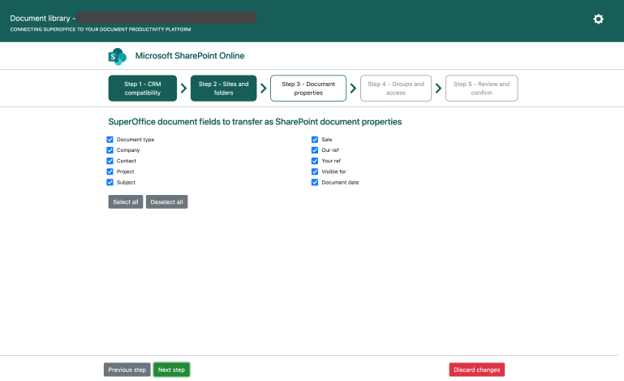 Document library -
CONNECTING SUPEROFFICE TO YOUR DOCUMENT PRODUCTIVITY PLATFORM
Microsoft SharePoint Online
Step 1 - CRM
compatibility
Step 2 - Sites and
folders
Step 3 - Document
properties
Step 4 - Groups and
access
Step 5 - Review and
confirm
SuperOffice document fields to transfer as SharePoint document properties
Document type
Company
Contact
Project
Subject
Sale
Our ref
Your ref
Visible for
Document date
Select all
Deselect all
Previous step
Next step
Discard changes